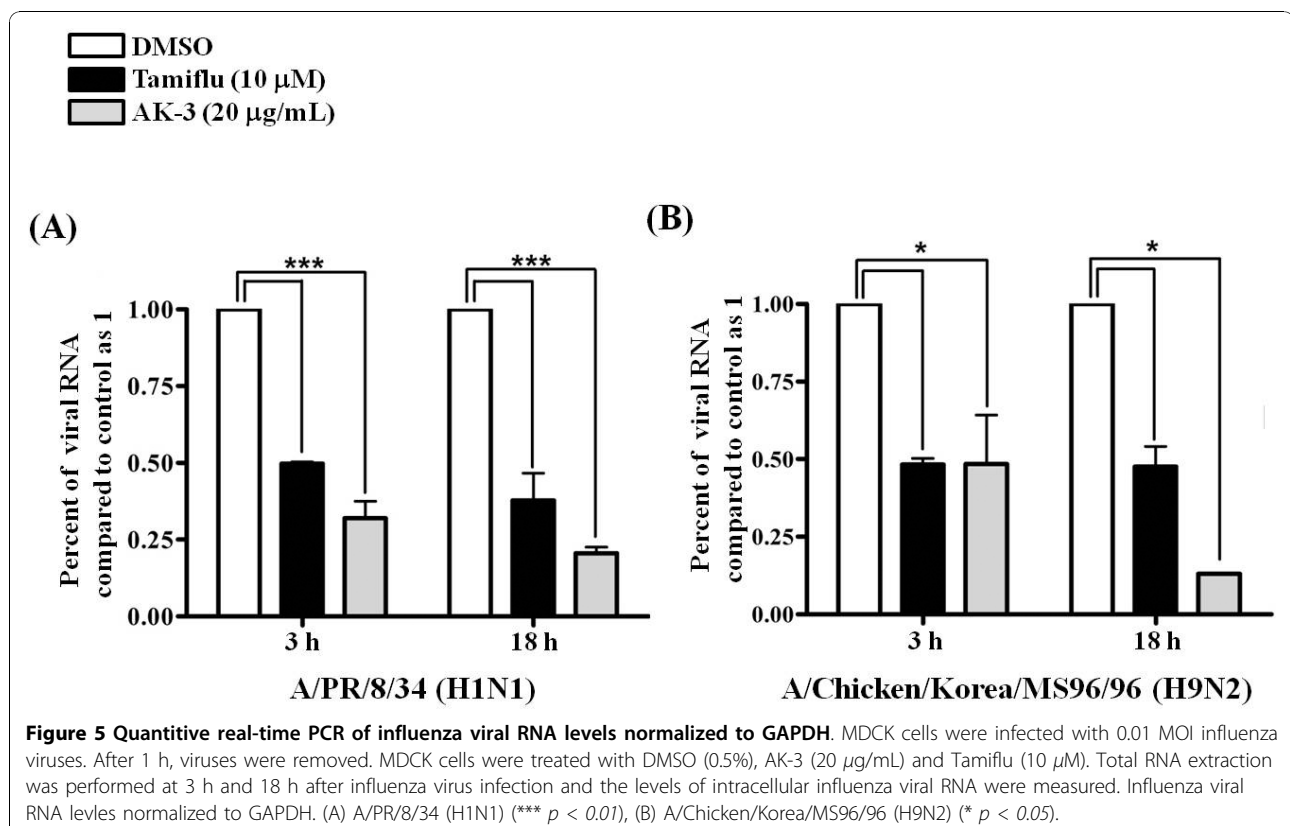 DMSO
Tamiflu (10 μM)
AK-3 (20 μg/mL)
(A)
Percent of viral RNA
compared to control as 1
1.00
0.75
0.50
0.25
0.00
***
***
3 h
18 h
A/PR/8/34 (H1N1)
(B)
Percent of viral RNA
compared to control as 1
1.00
0.75
0.50
0.25
0.00
*
*
3 h
18 h
A/Chicken/Korea/MS96/96 (H9N2)
Figure 5 Quantitive real-time PCR of influenza viral RNA levels normalized to GAPDH. MDCK cells were infected with 0.01 MOI influenza
viruses. After 1 h, viruses were removed. MDCK cells were treated with DMSO (0.5%), AK-3 (20 μg/mL) and Tamiflu (10 μM). Total RNA extraction
was performed at 3 h and 18 h after influenza virus infection and the levels of intracellular influenza viral RNA were measured. Influenza viral
RNA levles normalized to GAPDH. (A) A/PR/8/34 (H1N1) (*** p < 0.01), (B) A/Chicken/Korea/MS96/96 (H9N2) (* p < 0.05).